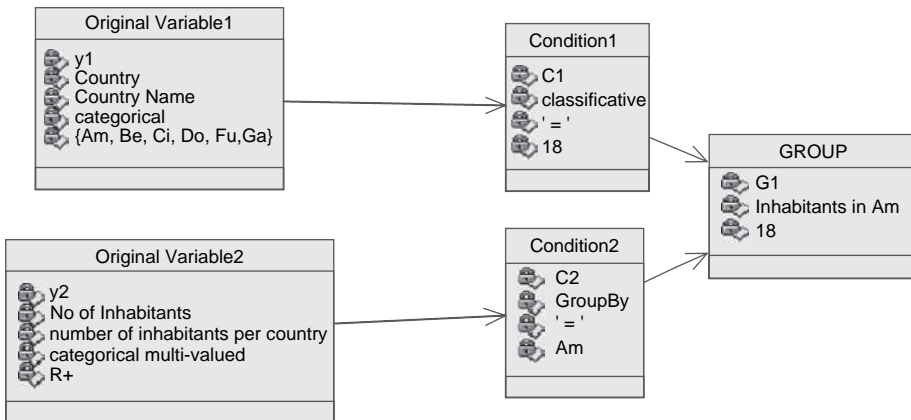 Original Variable1
y1
Country
Country Name
categorical
{Am, Be, Ci, Do, Fu,Ga}
Condition1
C1
classificative
' = '
18
GROUP
G1
Inhabitants in Am
18
Original Variable2
y2
No of Inhabitants
number of inhabitants per country
categorical multi-valued
R+
Condition2
C2
GroupBy
' = '
Am